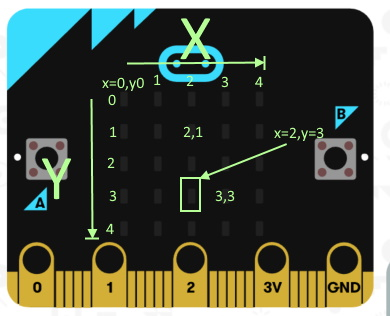 X
x=0,y0 1 2 3 4
0
B
1 2,1 x=2,y=3
2
Y
A
3 3,3
4
0 1 2 3V GND